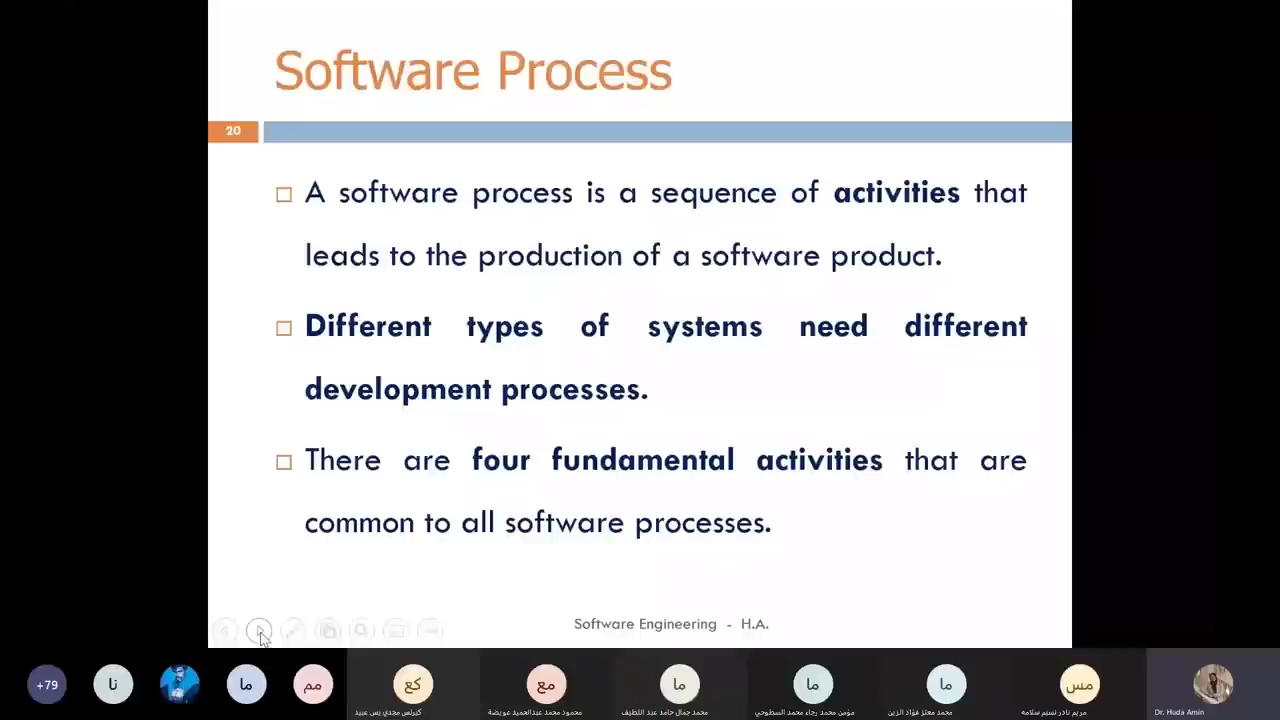 Software Process
20
A software process is a sequence of activities that
leads to the production of a software product.
Different types of systems need different
development processes.
There are four fundamental activities that are
common to all software processes.
Software Engineering - H.A.
+79
نا
ما
مم
كع
مع
ما
ما
ما
مس
كيرلس مجدي يس عبيد
محمود محمد عبدالحميد عويضة
محمد جمال حامد عبد اللطيف
مؤمن محمد رجاء محمد السطوحي
محمد معتز فؤاد الزين
مريم نادر نسيم سلامه
Dr. Huda Amin